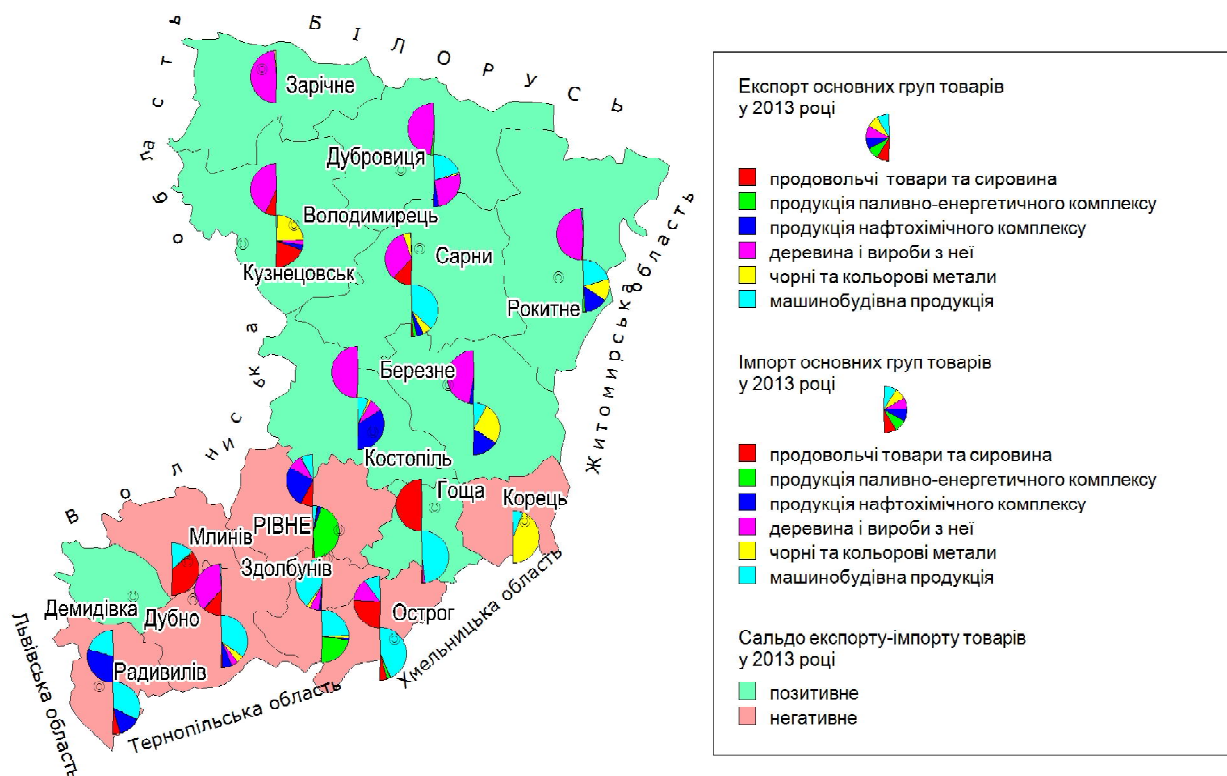 БІЛОРУСЬ
Волинська область
Зарічне
Дубровиця
Володимирець
Кузнецовськ
Сарни
Рокитне
Житомирська область
Березне
Костопіль
Гоща
Корець
РІВНЕ
Млинів
Здолбунів
Демидівка
Дубно
Острог
Радивилів
Львівська область
Тернопільська область
Хмельницька область
Експорт основних груп товарів
у 2013 році
продовольчі товари та сировина
продукція паливно-енергетичного комплексу
продукція нафтохімічного комплексу
деревина і вироби з неї
чорні та кольорові метали
машинобудівна продукція
Імпорт основних груп товарів
у 2013 році
продовольчі товари та сировина
продукція паливно-енергетичного комплексу
продукція нафтохімічного комплексу
деревина і вироби з неї
чорні та кольорові метали
машинобудівна продукція
Сальдо експорту-імпорту товарів
у 2013 році
позитивне
негативне